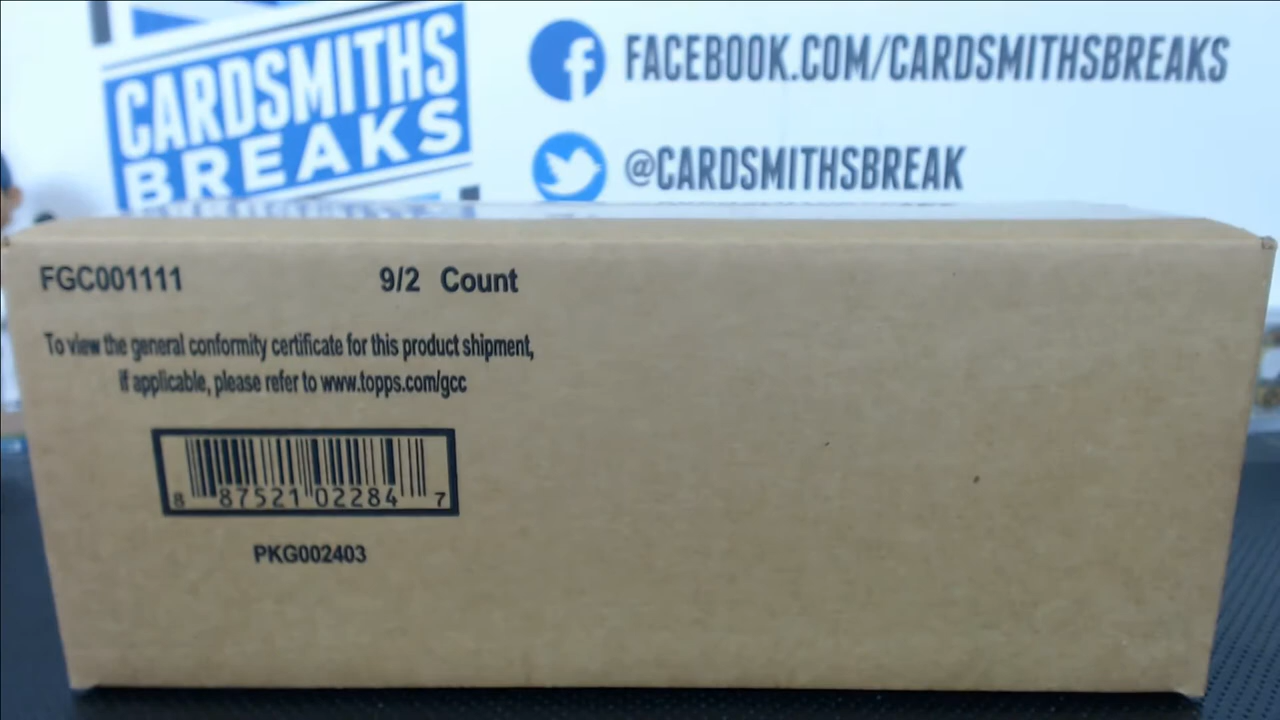 CARDSMITHS
BREAKS
FACEBOOK.COM/CARDSMITHSBREAKS
@CARDSMITHSBREAK
FGC001111 9/2 Count
To view the general conformity certificate for this product shipment,
if applicable, please refer to www.topps.com/gcc
8 87521 02284 7
PKG002403